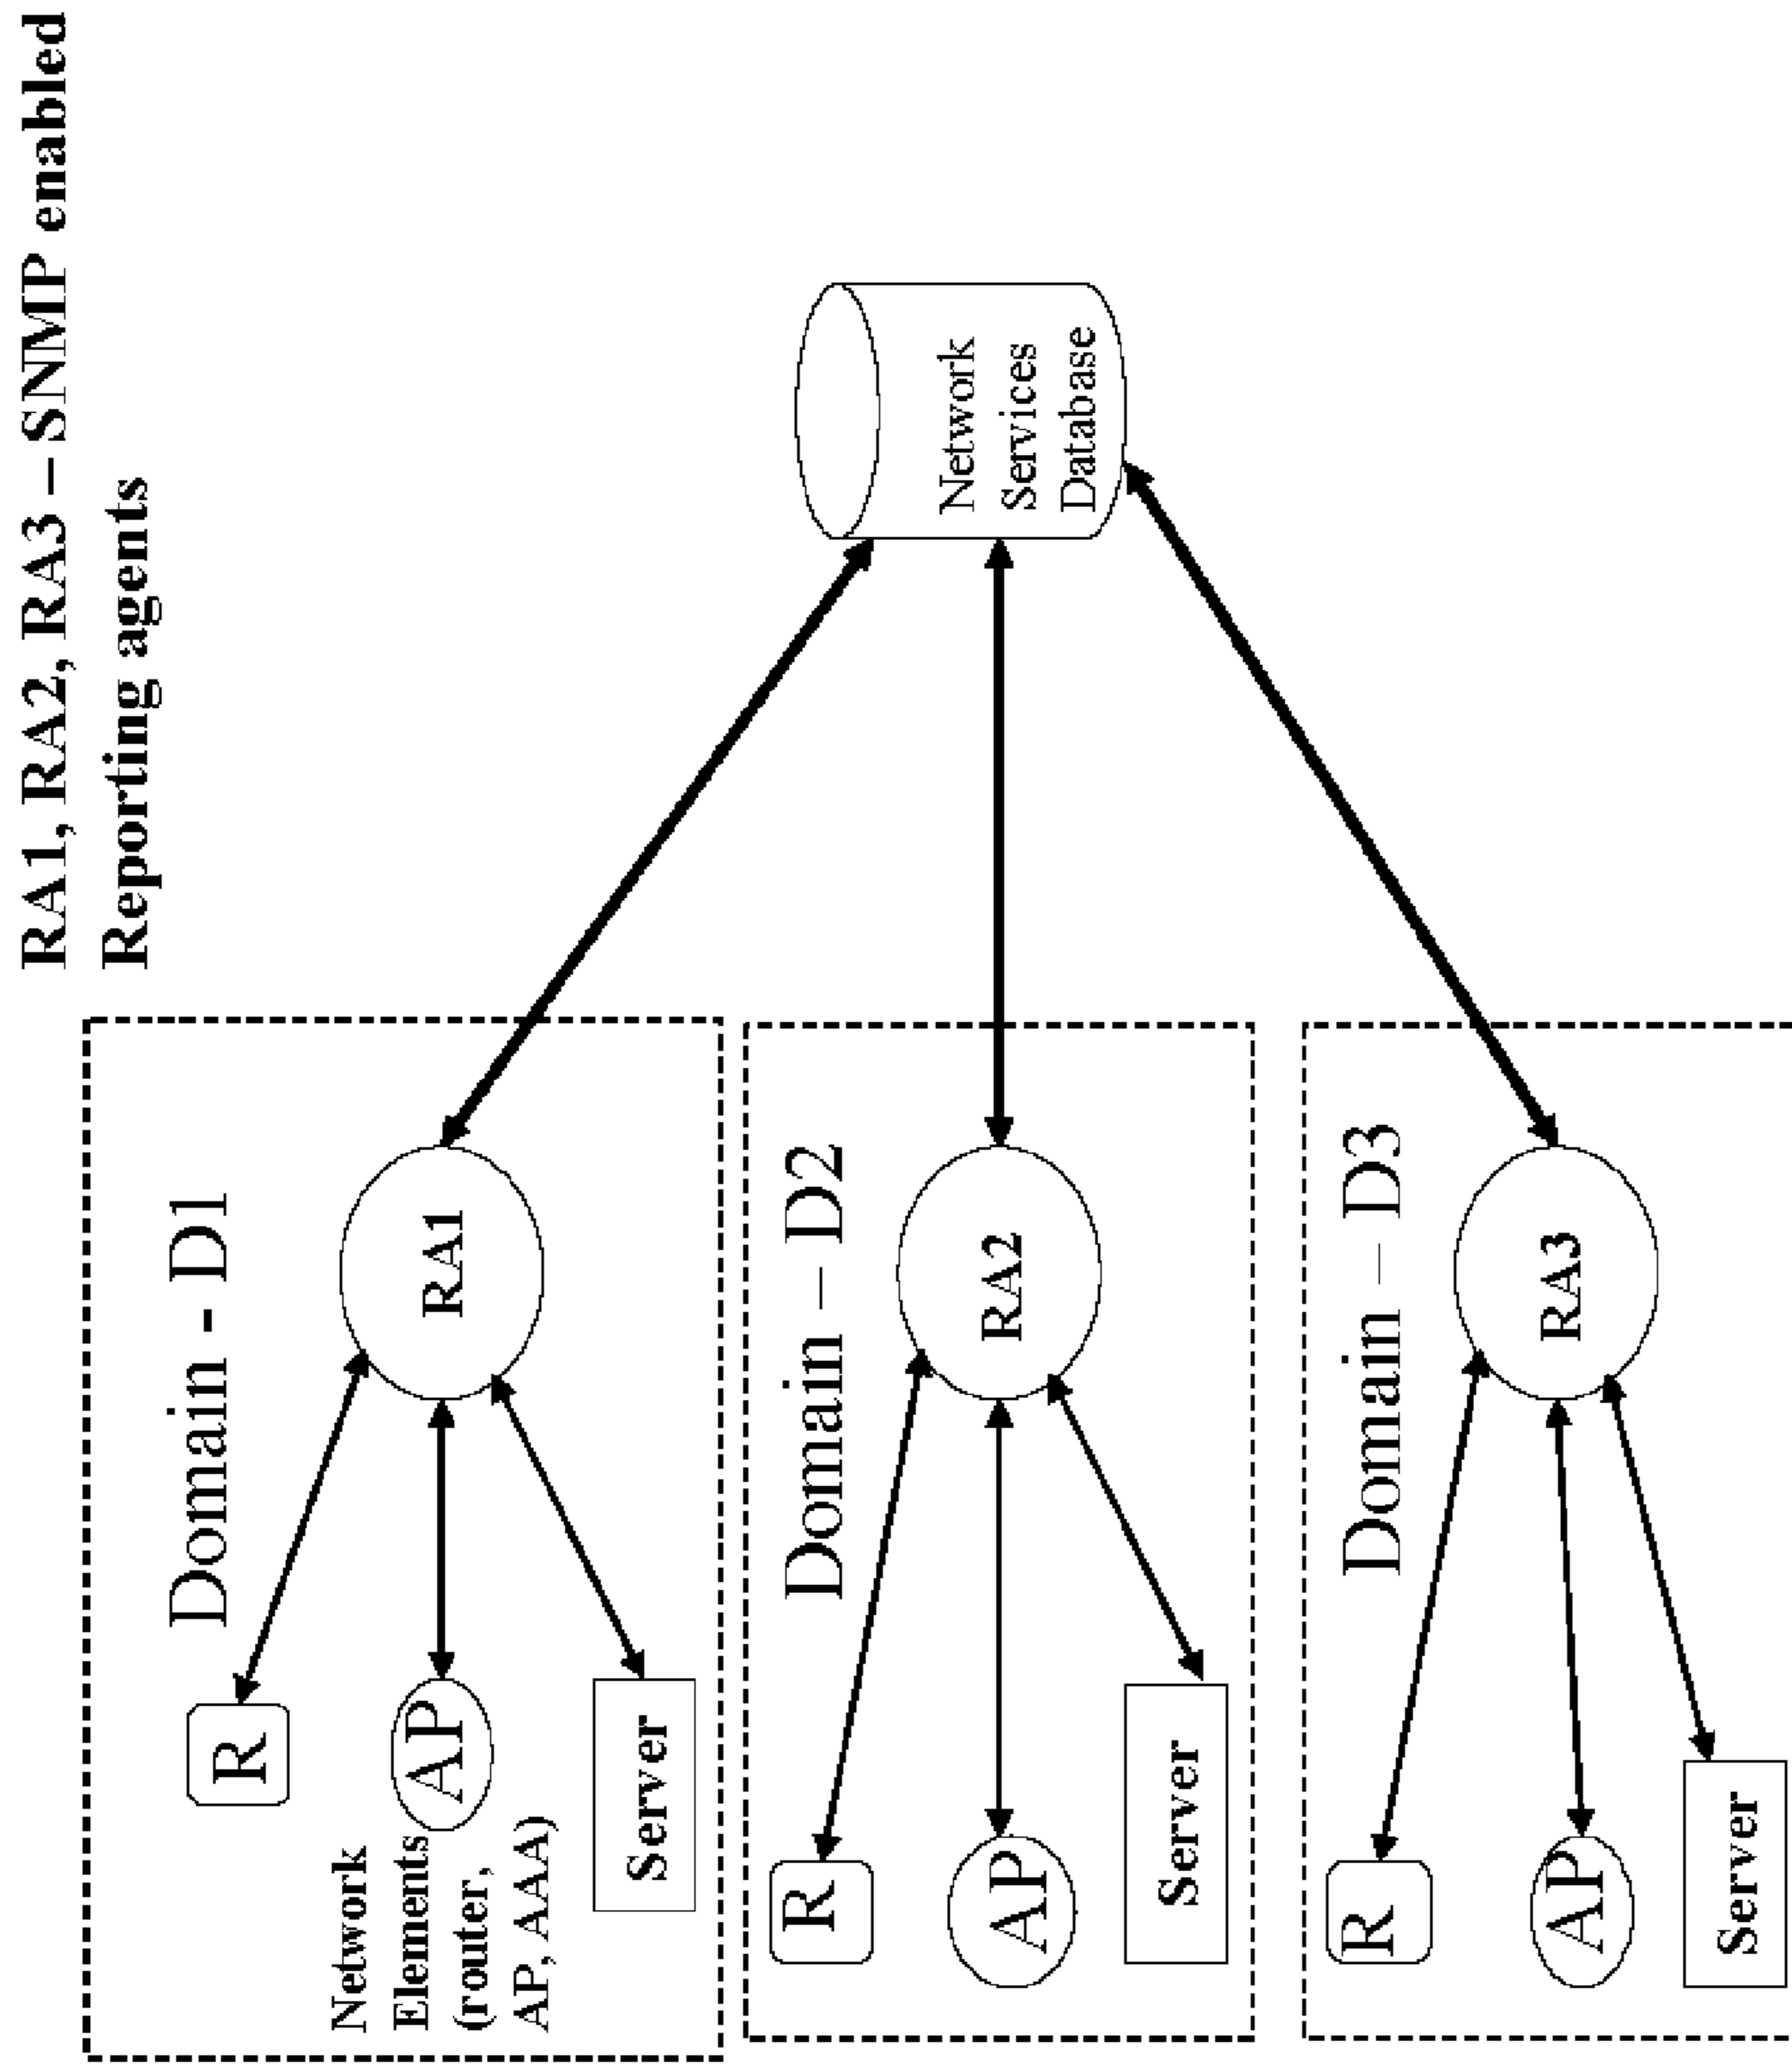 RA1, RA2, RA3 – SNMP enabled
Reporting agents
Domain - D1
R
AP
Network
Elements
(router,
AP, AAA)
Server
RA1
Domain – D2
R
AP
Server
RA2
Domain – D3
R
AP
Server
RA3
Network
Services
Database